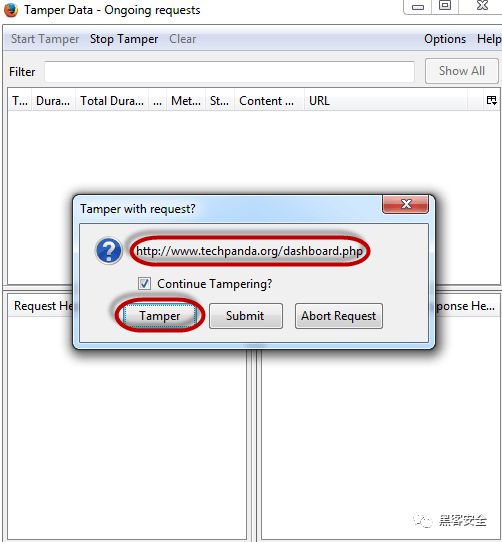 Tamper Data - Ongoing requests
Start Tamper Stop Tamper Clear Options Help
Filter Show All
T... Dura... Total Dura... ... Met... St... Content ... URL
Tamper with request?
http://www.techpanda.org/dashboard.php
Continue Tampering?
Tamper Submit Abort Request
Request He... ponse He...
黑客安全